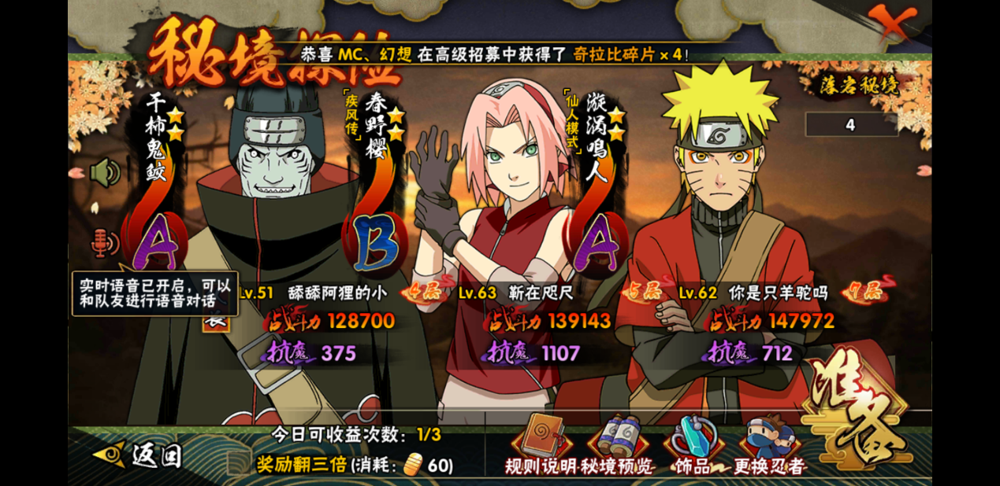 秘境探险
恭喜 MC、幻想 在高级招募中获得了 奇拉比碎片 × 4!
落岩秘境
4
干柿鬼鲛
A
「疾风传」
春野樱
B
「仙人模式」
漩涡鸣人
A
实时语音已开启，可以
和队友进行语音对话
长
Lv.51 舔舔阿狸的小 4层
战斗力 128700
抗魔 375
Lv.63 靳在咫尺 5层
战斗力 139143
抗魔 1107
Lv.62 你是只羊驼吗 7层
战斗力 147972
抗魔 712
准备
返回
今日可收益次数: 1/3
奖励翻三倍(消耗: 60)
规则说明
秘境预览
饰品
更换忍者